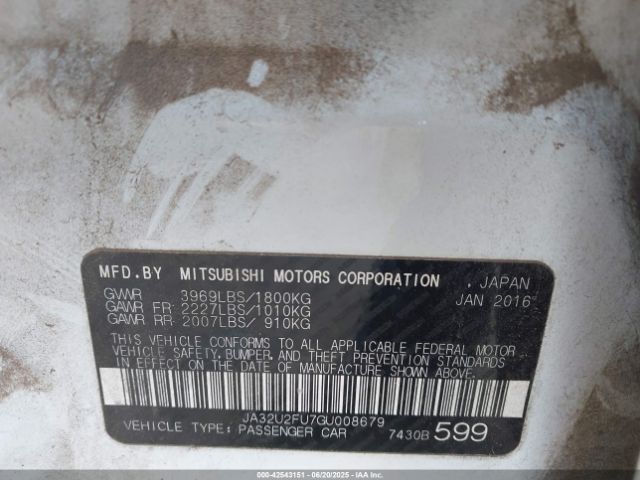 MFD.BY MITSUBISHI MOTORS CORPORATION , JAPAN
GVWR 3969LBS/1800KG JAN 2016
GAWR FR 2227LBS/1010KG
GAWR RR 2007LBS/ 910KG
THIS VEHICLE CONFORMS TO ALL APPLICABLE FEDERAL MOTOR
VEHICLE SAFETY, BUMPER, AND THEFT PREVENTION STANDARDS
IN EFFECT ON THE DATE OF MANUFACTURE SHOWN ABOVE.
JA32U2FU7GU008679
VEHICLE TYPE: PASSENGER CAR 7430B 599
000-42543151 - 06/20/2025 - IAAI.COM